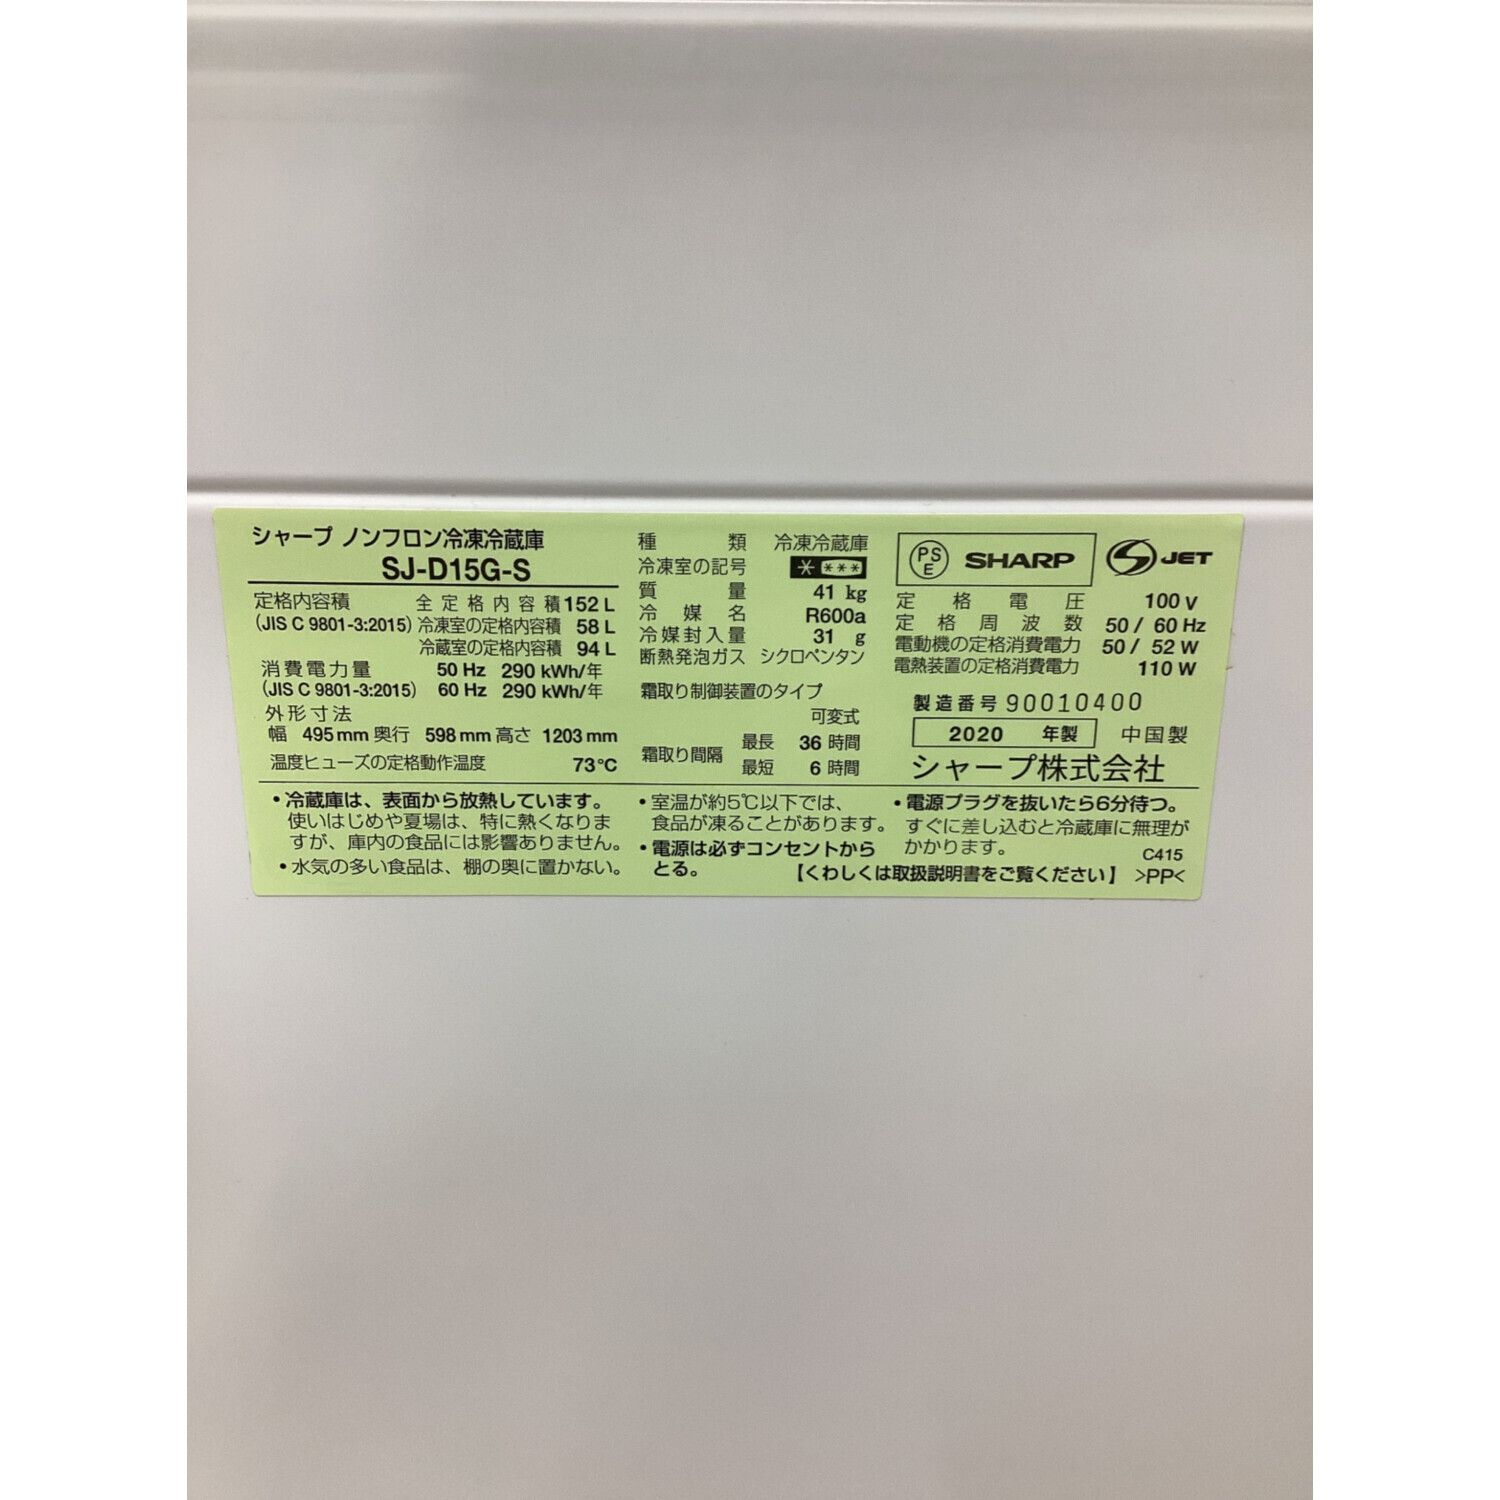 シャープ ノンフロン冷凍冷蔵庫
SJ-D15G-S
定格内容積 全定格内容積 152 L
(JIS C 9801-3:2015) 冷凍室の定格内容積 58 L
冷蔵室の定格内容積 94 L
消費電力量 50 Hz 290 kWh/年
(JIS C 9801-3:2015) 60 Hz 290 kWh/年
外形寸法
幅 495 mm 奥行 598 mm 高さ 1203 mm
温度ヒューズの定格動作温度 73℃
種類 冷凍冷蔵庫
冷凍室の記号 * ***
質量 41 kg
冷媒名 R600a
冷媒封入量 31 g
断熱発泡ガス シクロペンタン
霜取り制御装置のタイプ
可変式
霜取り間隔 最長 36 時間
最短 6 時間
PSE SHARP JET
定格電圧 100 V
定格周波数 50 / 60 Hz
電動機の定格消費電力 50 / 52 W
電熱装置の定格消費電力 110 W
製造番号 90010400
2020 年製 中国製
シャープ株式会社
・冷蔵庫は、表面から放熱しています。
使いはじめや夏場は、特に熱くなりま
すが、庫内の食品には影響ありません。
・水気の多い食品は、棚の奥に置かない。
・室温が約5℃以下では、
食品が凍ることがあります。
・電源は必ずコンセントから
とる。
・電源プラグを抜いたら6分待つ。
すぐに差し込むと冷蔵庫に無理が
かかります。
C415
【くわしくは取扱説明書をご覧ください】 >PP<